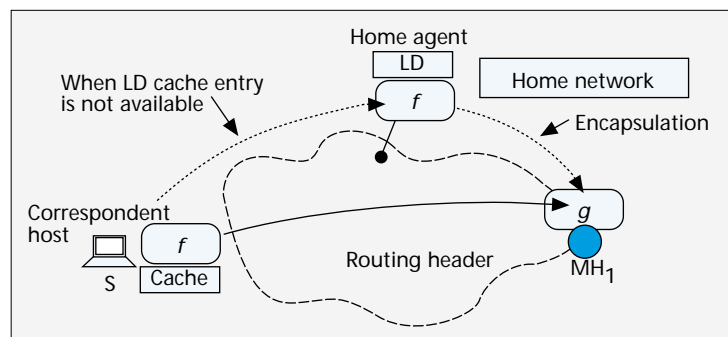 Home agent
LD
f
Home network
When LD cache entry
is not available
Encapsulation
Correspondent
host
f
g
S
Cache
Routing header
MH1